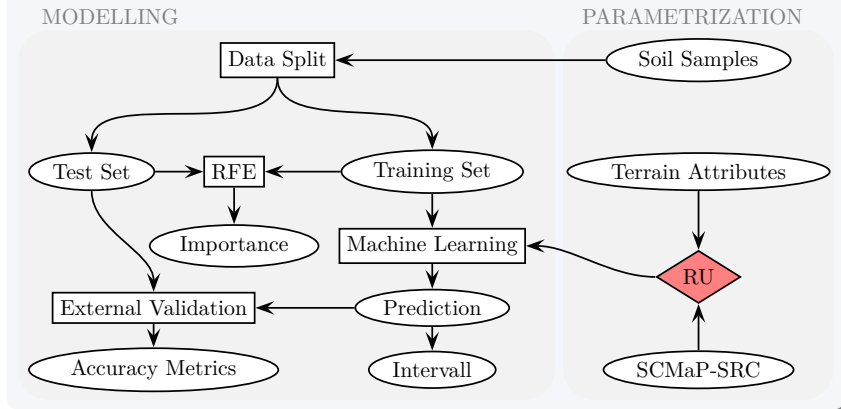 MODELLING
PARAMETRIZATION
Data Split
Soil Samples
Test Set
RFE
Training Set
Terrain Attributes
Importance
Machine Learning
RU
External Validation
Prediction
Accuracy Metrics
Intervall
SCMaP-SRC